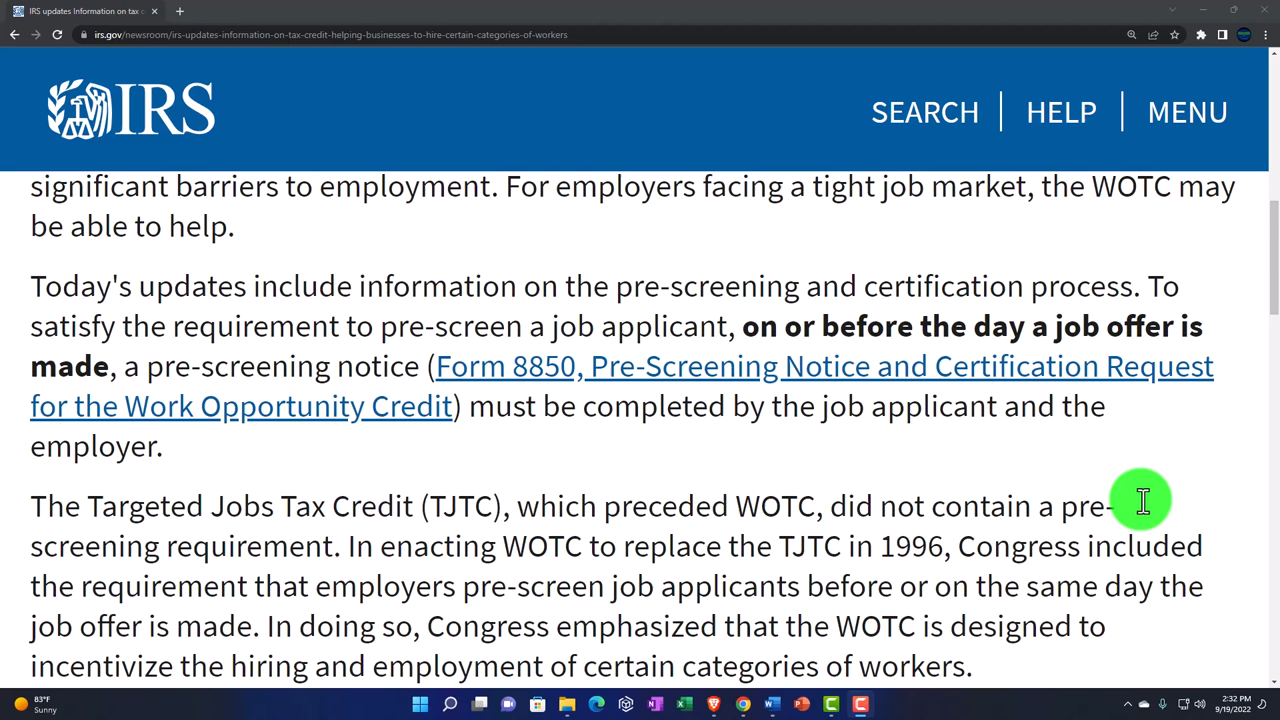 IRS updates Information on tax c
irs.gov/newsroom/irs-updates-information-on-tax-credit-helping-businesses-to-hire-certain-categories-of-workers
IRS
SEARCH
HELP
MENU
significant barriers to employment. For employers facing a tight job market, the WOTC may
be able to help.
Today's updates include information on the pre-screening and certification process. To
satisfy the requirement to pre-screen a job applicant, on or before the day a job offer is
made, a pre-screening notice (Form 8850, Pre-Screening Notice and Certification Request
for the Work Opportunity Credit) must be completed by the job applicant and the
employer.
The Targeted Jobs Tax Credit (TJTC), which preceded WOTC, did not contain a pre-
screening requirement. In enacting WOTC to replace the TJTC in 1996, Congress included
the requirement that employers pre-screen job applicants before or on the same day the
job offer is made. In doing so, Congress emphasized that the WOTC is designed to
incentivize the hiring and employment of certain categories of workers.
83°F
Sunny
2:32 PM
9/19/2022